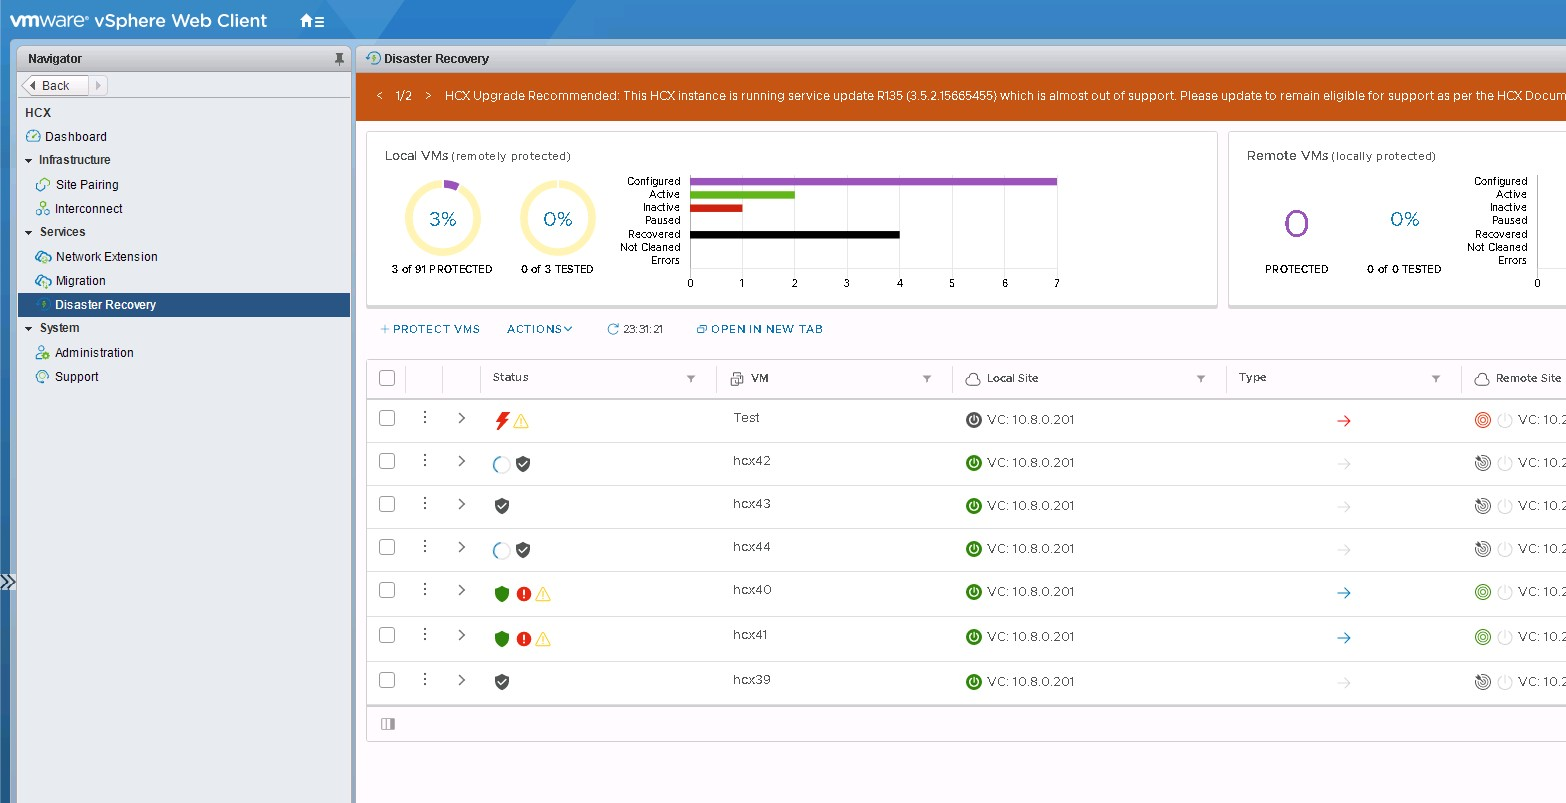 vmware® vSphere Web Client
Navigator
Back
HCX
Dashboard
Infrastructure
Site Pairing
Interconnect
Services
Network Extension
Migration
Disaster Recovery
System
Administration
Support
Disaster Recovery
< 1/2 > HCX Upgrade Recommended: This HCX instance is running service update R135 (3.5.2.15665455) which is almost out of support. Please update to remain eligible for support as per the HCX Docum
Local VMs (remotely protected)
3%
3 of 91 PROTECTED
0%
0 of 3 TESTED
Configured
Active
Inactive
Paused
Recovered
Not Cleaned
Errors
0 1 2 3 4 5 6 7
Remote VMs (locally protected)
0
PROTECTED
0%
0 of 0 TESTED
Configured
Active
Inactive
Paused
Recovered
Not Cleaned
Errors
0
+ PROTECT VMS ACTIONS 23:31:21 OPEN IN NEW TAB
Status VM Local Site Type Remote Site
Test VC: 10.8.0.201 VC: 10.2
hcx42 VC: 10.8.0.201 VC: 10.2
hcx43 VC: 10.8.0.201 VC: 10.2
hcx44 VC: 10.8.0.201 VC: 10.2
hcx40 VC: 10.8.0.201 VC: 10.2
hcx41 VC: 10.8.0.201 VC: 10.2
hcx39 VC: 10.8.0.201 VC: 10.2